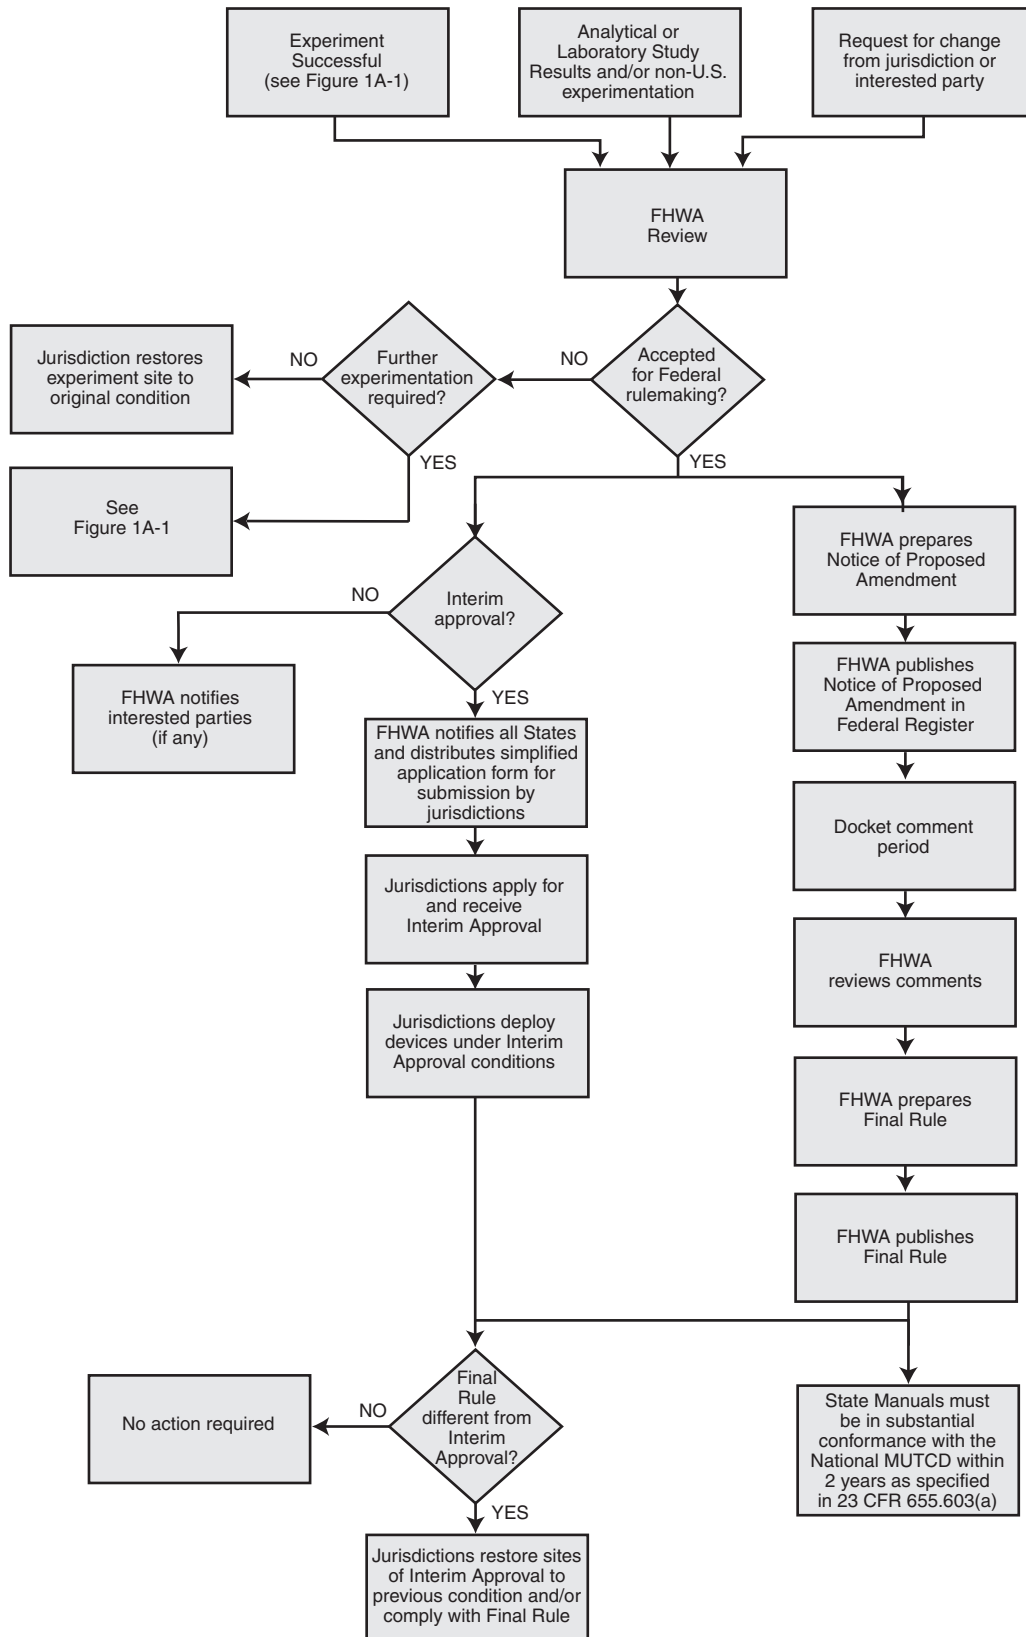 Experiment
Successful
(see Figure 1A-1)
Analytical or
Laboratory Study
Results and/or non-U.S.
experimentation
Request for change
from jurisdiction or
interested party
FHWA
Review
Accepted
for Federal
rulemaking?
NO
Further
experimentation
required?
NO
Jurisdiction restores
experiment site to
original condition
YES
See
Figure 1A-1
YES
Interim
approval?
NO
FHWA notifies
interested parties
(if any)
YES
FHWA notifies all States
and distributes simplified
application form for
submission by
jurisdictions
Jurisdictions apply for
and receive
Interim Approval
Jurisdictions deploy
devices under Interim
Approval conditions
FHWA prepares
Notice of Proposed
Amendment
FHWA publishes
Notice of Proposed
Amendment in
Federal Register
Docket comment
period
FHWA
reviews comments
FHWA prepares
Final Rule
FHWA publishes
Final Rule
Final
Rule
different from
Interim
Approval?
NO
No action required
YES
Jurisdictions restore sites
of Interim Approval to
previous condition and/or
comply with Final Rule
State Manuals must
be in substantial
conformance with the
National MUTCD within
2 years as specified
in 23 CFR 655.603(a)